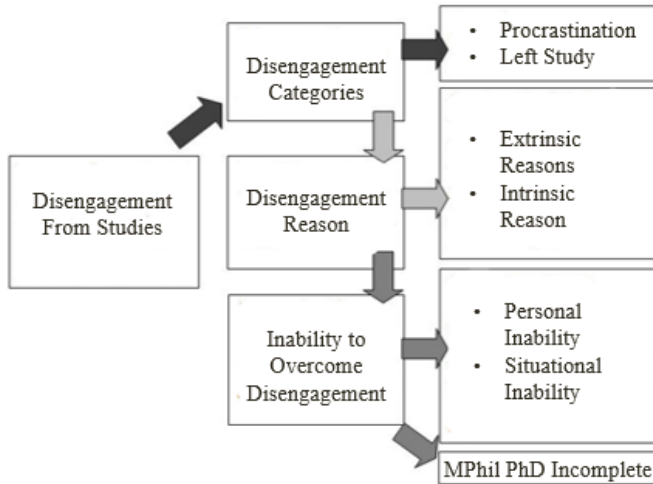 Disengagement
From Studies
Disengagement
Categories
• Procrastination
• Left Study
Disengagement
Reason
• Extrinsic
Reasons
• Intrinsic
Reason
Inability to
Overcome
Disengagement
• Personal
Inability
• Situational
Inability
MPhil PhD Incomplete